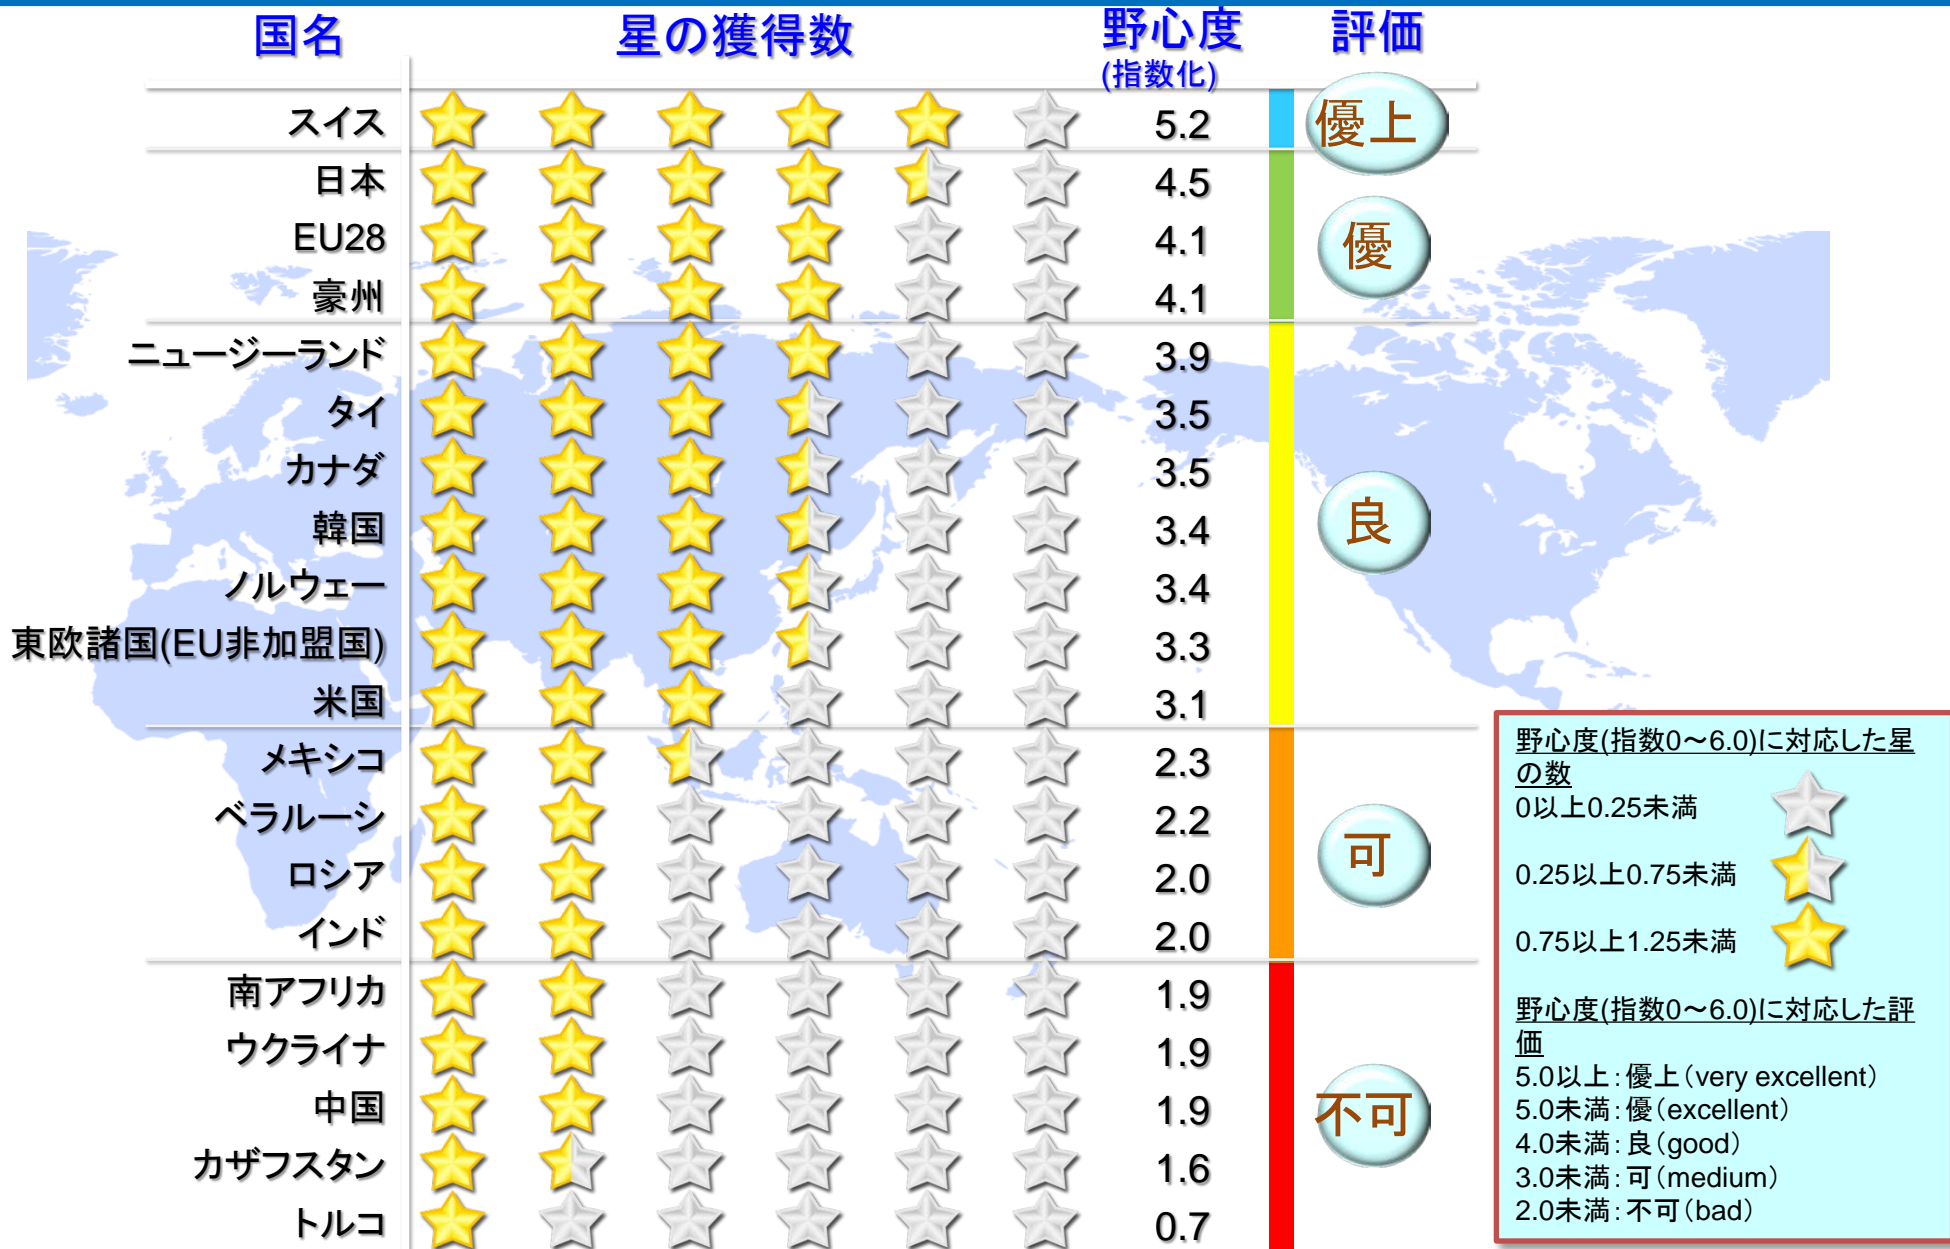 国名 星の獲得数 野心度 評価
(指数化)
スイス 5.2 優上
日本 4.5
EU28 4.1 優
豪州 4.1
ニュージーランド 3.9
タイ 3.5
カナダ 3.5
韓国 3.4 良
ノルウェー 3.4
東欧諸国(EU非加盟国) 3.3
米国 3.1
メキシコ 2.3
ベラルーシ 2.2
ロシア 2.0 可
インド 2.0
南アフリカ 1.9
ウクライナ 1.9
中国 1.9 不可
カザフスタン 1.6
トルコ 0.7
野心度(指数0～6.0)に対応した星
の数
0以上0.25未満
0.25以上0.75未満
0.75以上1.25未満
野心度(指数0～6.0)に対応した評
価
5.0以上：優上（very excellent）
5.0未満：優（excellent）
4.0未満：良（good）
3.0未満：可（medium）
2.0未満：不可（bad）